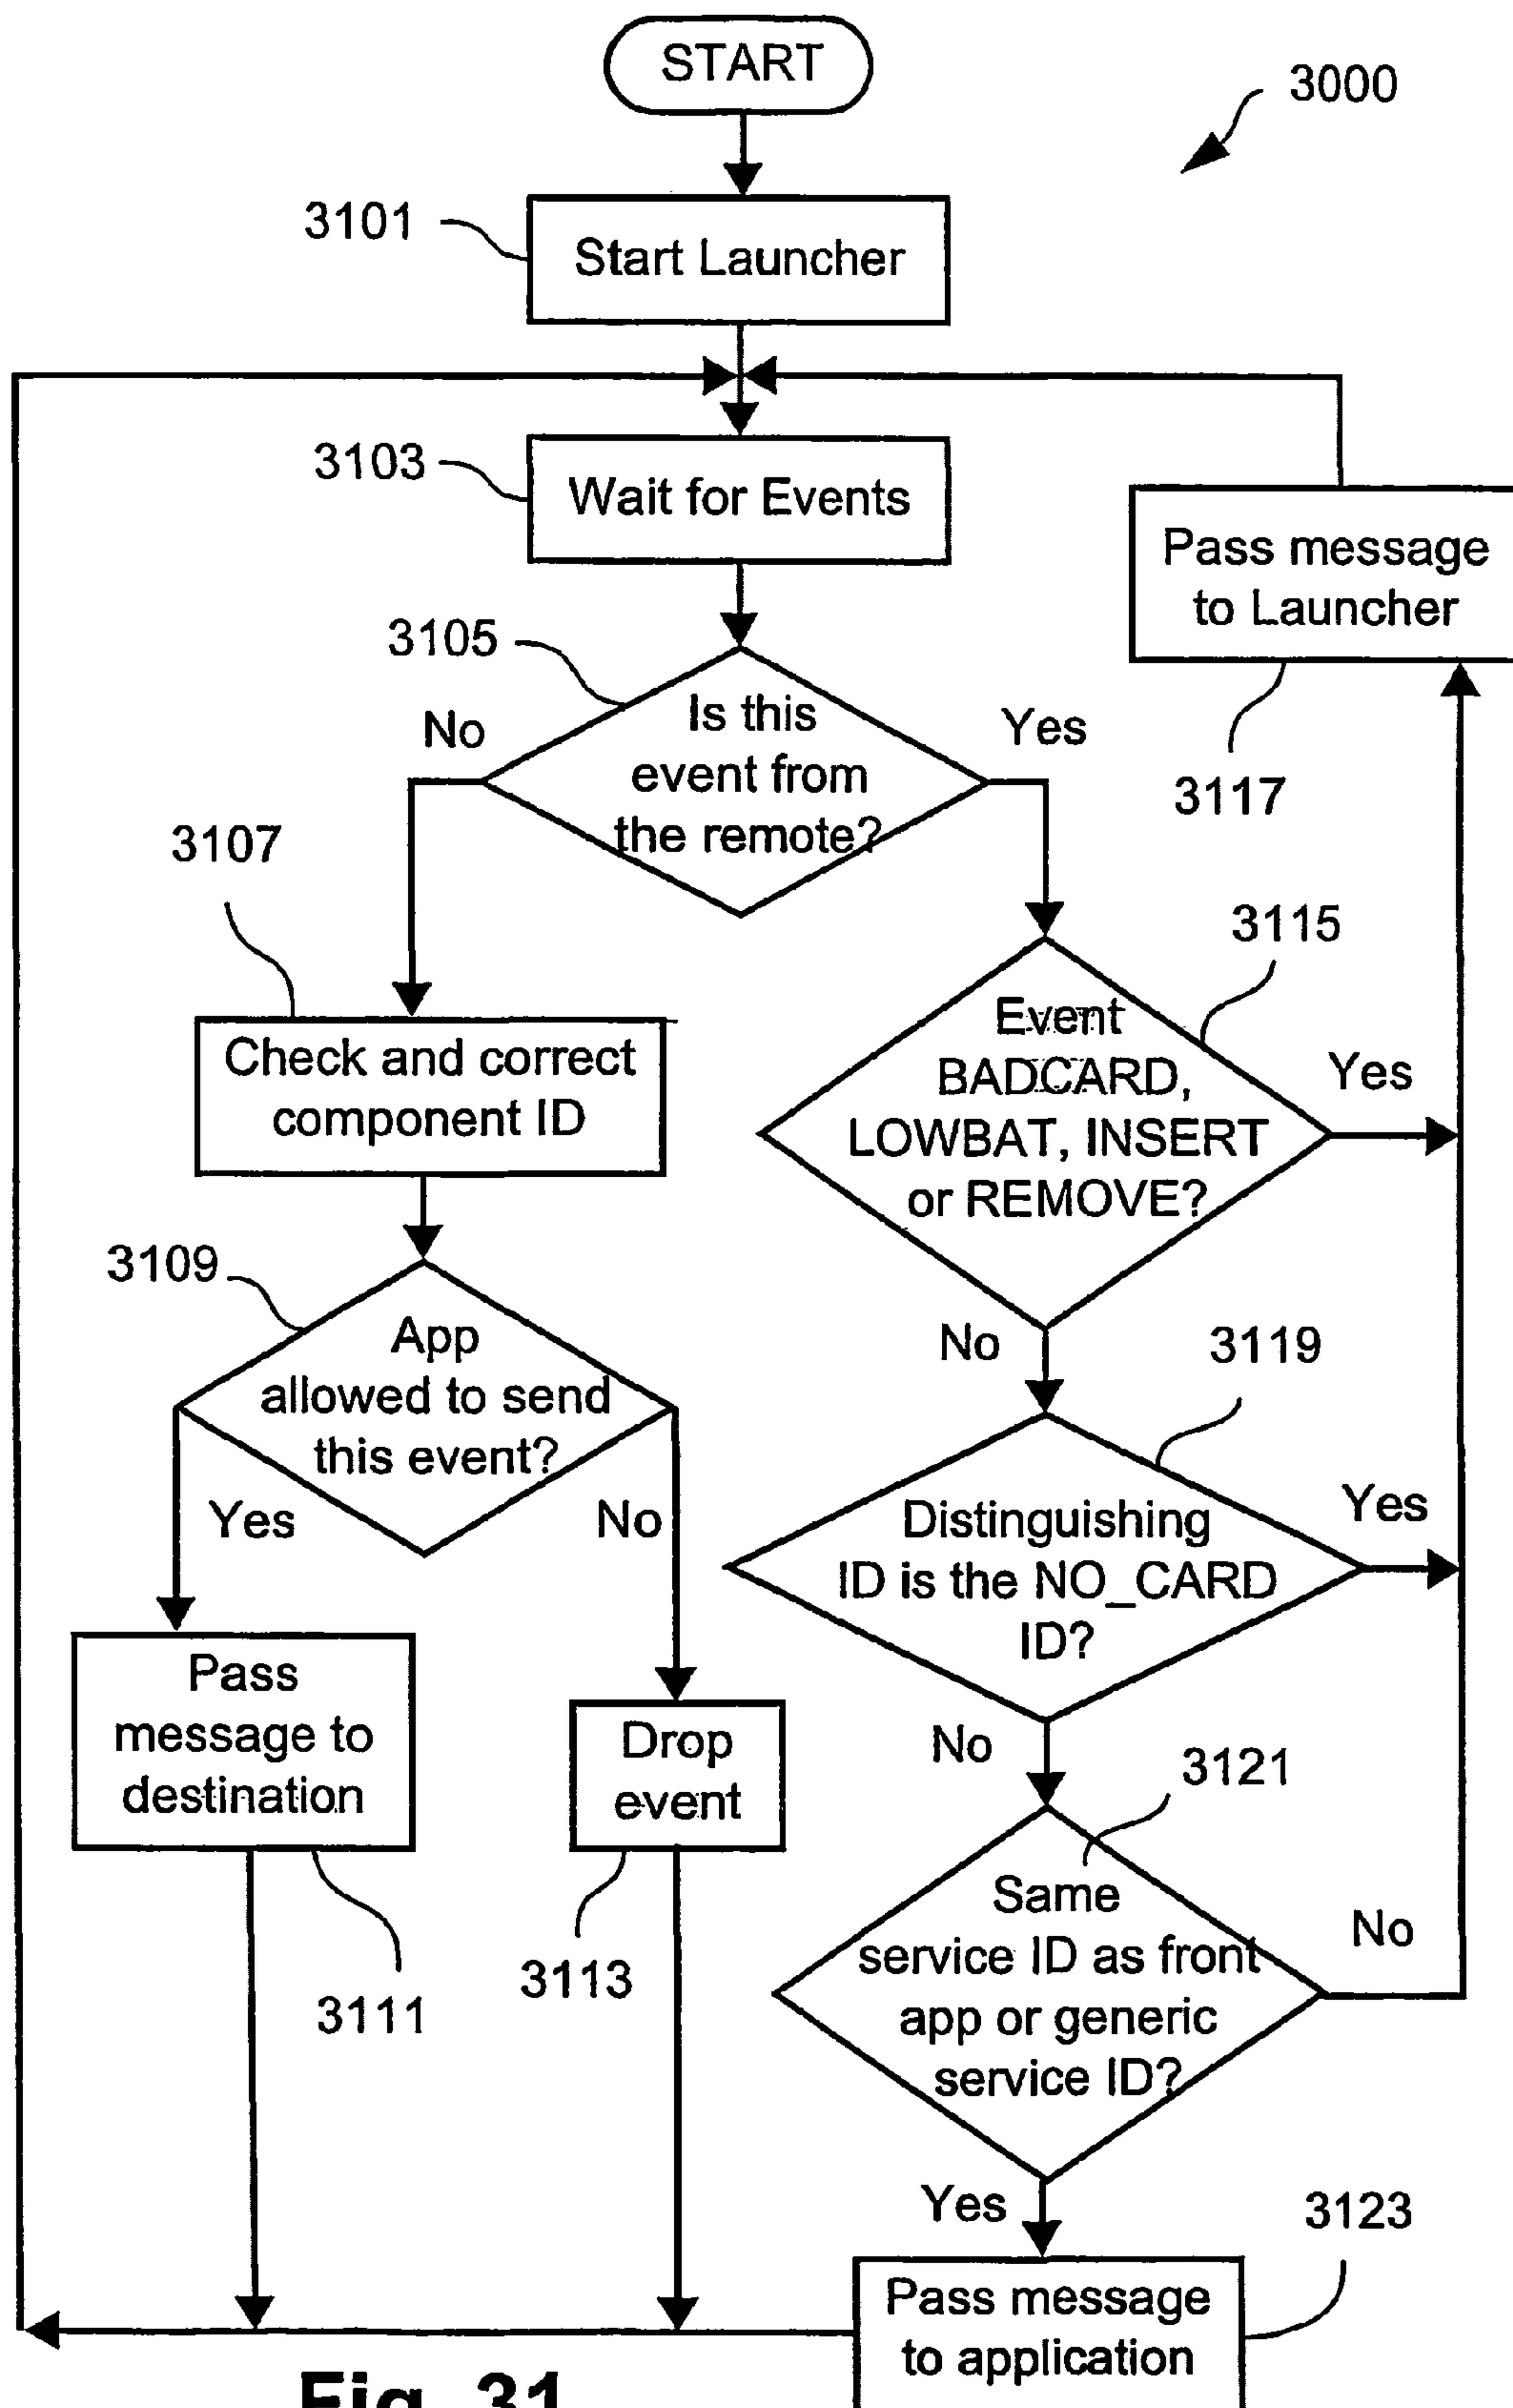 START
3000
3101
Start Launcher
3103
Wait for Events
Pass message
to Launcher
3117
3105
Is this
event from
the remote?
No
Yes
3107
Check and correct
component ID
3115
Event
BADCARD,
LOWBAT, INSERT
or REMOVE?
Yes
No
3109
App
allowed to send
this event?
Yes
No
3119
Distinguishing
ID is the NO_CARD
ID?
Yes
No
Pass
message to
destination
3111
Drop
event
3113
3121
Same
service ID as front
app or generic
service ID?
No
Yes
3123
Pass message
to application
Fig. 31